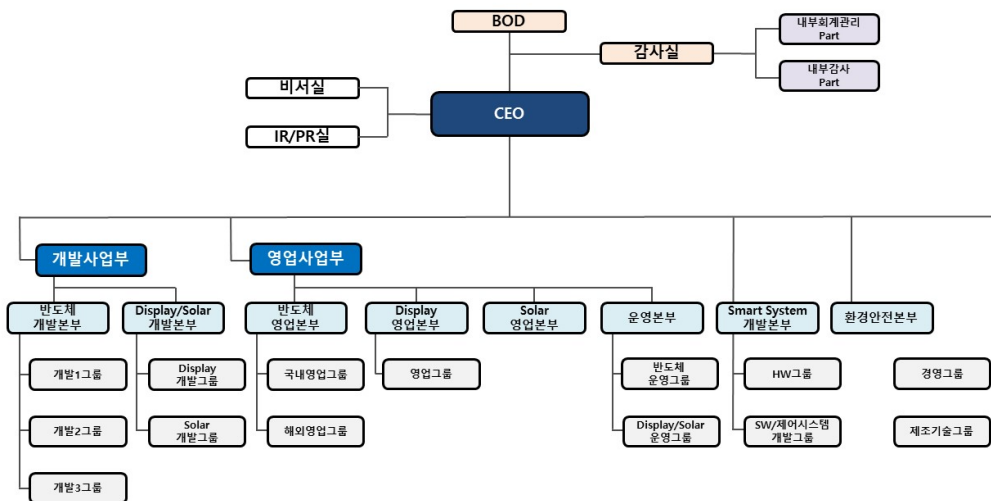 BOD
내부회계관리
Part
감사실
내부감사
Part
비서실
CEO
IR/PR실
개발사업부
영업사업부
반도체
개발본부
Display/Solar
개발본부
반도체
영업본부
Display
영업본부
Solar
영업본부
운영본부
Smart System
개발본부
환경안전본부
개발1그룹
Display
개발그룹
국내영업그룹
영업그룹
반도체
운영그룹
HW그룹
경영그룹
개발2그룹
Solar
개발그룹
해외영업그룹
Display/Solar
운영그룹
SW/제어시스템
개발그룹
제조기술그룹
개발3그룹